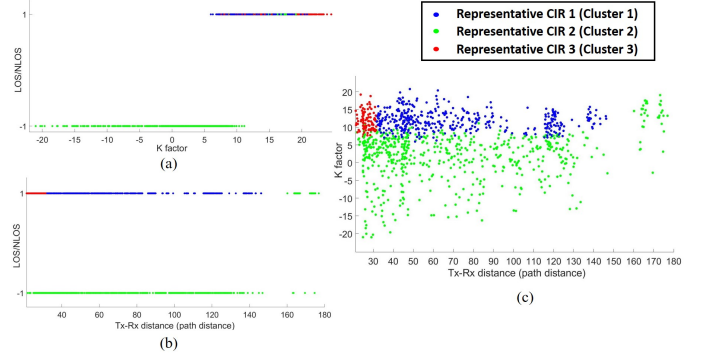 Representative CIR 1 (Cluster 1)
Representative CIR 2 (Cluster 2)
Representative CIR 3 (Cluster 3)
1
LOS/NLOS
-1
-20 -15 -10 -5 0 5 10 15 20
K factor
(a)
1
LOS/NLOS
-1
40 60 80 100 120 140 160 180
Tx-Rx distance (path distance)
(b)
20
15
10
5
0
-5
-10
-15
-20
K factor
30 40 50 60 70 80 90 100 110 120 130 140 150 160 170 180
Tx-Rx distance (path distance)
(c)